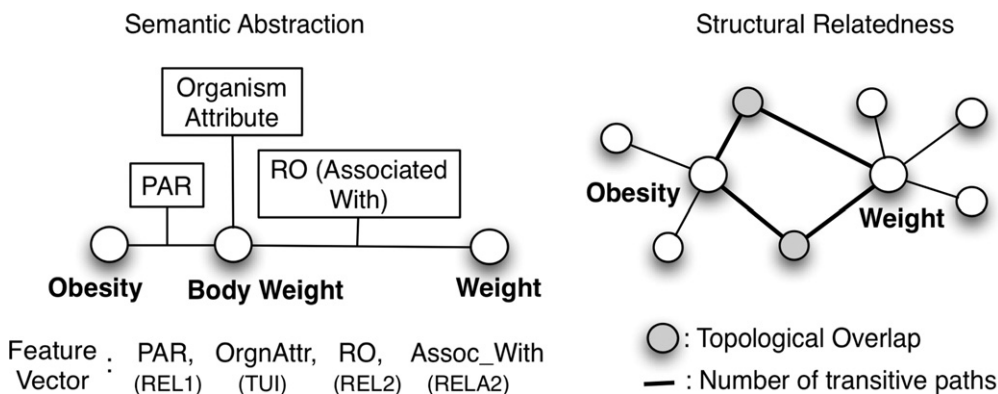 Semantic Abstraction
Organism
Attribute
PAR
RO (Associated
With)
Obesity
Body Weight
Weight
Feature
Vector
:
PAR, OrgnAttr, RO, Assoc_With
(REL1) (TUI) (REL2) (RELA2)
Structural Relatedness
Obesity
Weight
: Topological Overlap
: Number of transitive paths